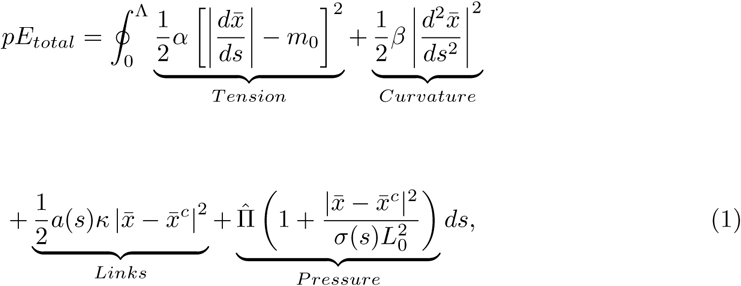 pE_{total} = \oint_0^{\Lambda} \underbrace{\frac{1}{2}\alpha \left[ \left| \frac{d\bar{x}}{ds} \right| - m_0 \right]^2}_{Tension} + \underbrace{\frac{1}{2}\beta \left| \frac{d^2\bar{x}}{ds^2} \right|^2}_{Curvature}
+ \underbrace{\frac{1}{2}a(s)\kappa \left| \bar{x} - \bar{x}^c \right|^2}_{Links} + \underbrace{\hat{\Pi} \left( 1 + \frac{|\bar{x} - \bar{x}^c|^2}{\sigma(s)L_0^2} \right)}_{Pressure} ds, (1)